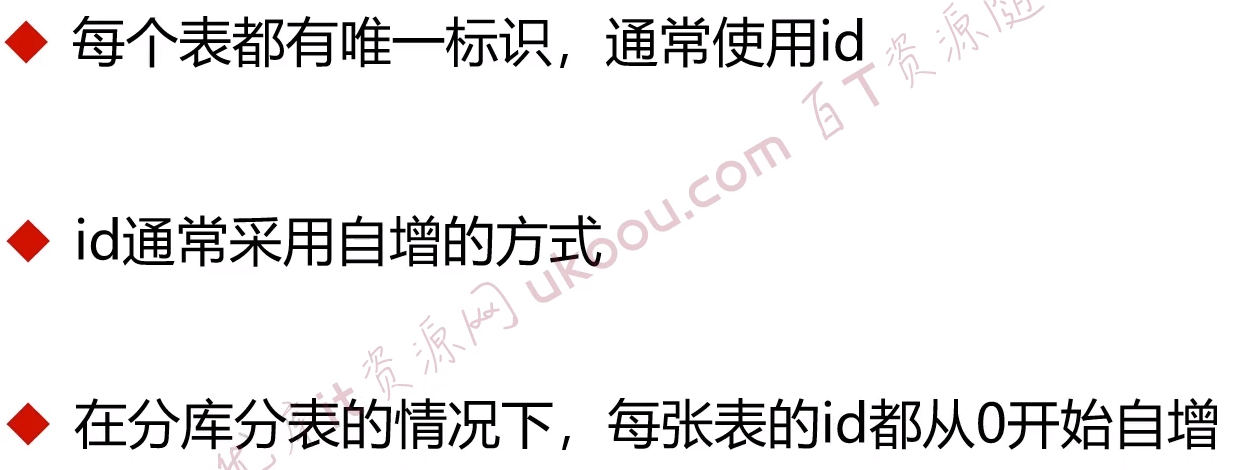 每个表都有唯一标识，通常使用id
id通常采用自增的方式
在分库分表的情况下，每张表的id都从0开始自增
ukoou.com 百T资源随
it资源网